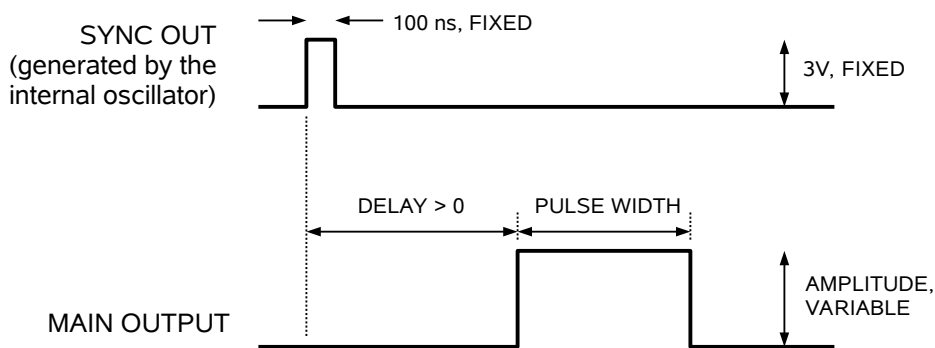 100 ns, FIXED
SYNC OUT
(generated by the
internal oscillator)
3V, FIXED
DELAY > 0
PULSE WIDTH
AMPLITUDE,
VARIABLE
MAIN OUTPUT